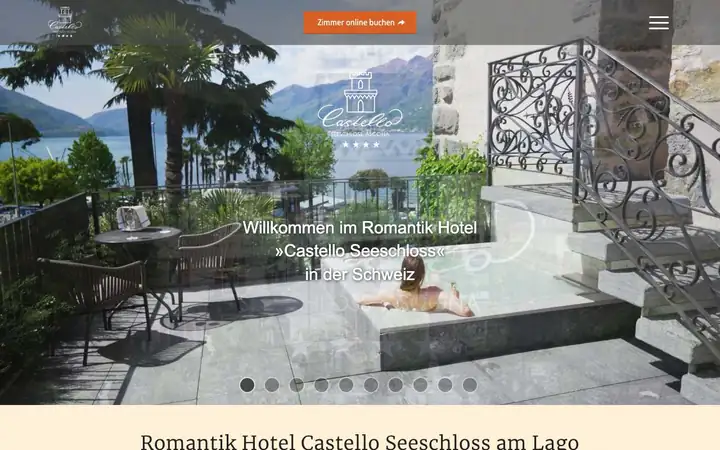 Castello
★★★★
Zimmer online buchen
Castello
★★★★
Willkommen im Romantik Hotel
»Castello Seeschloss«
in der Schweiz
Romantik Hotel Castello Seeschloss am Lago